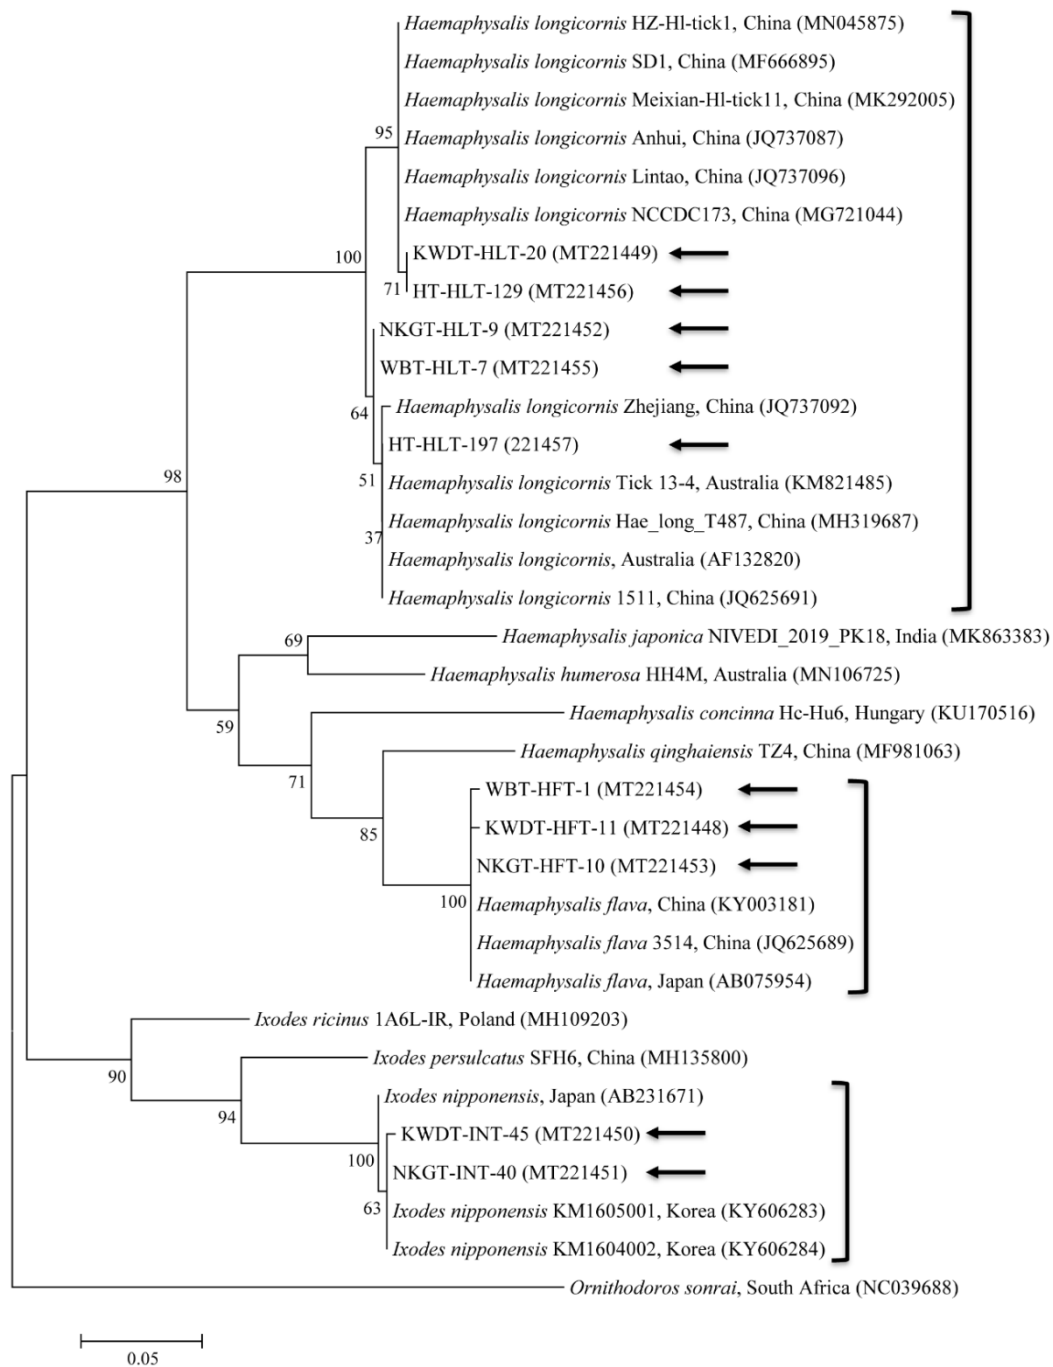 Haemaphysalis longicornis HZ-Hl-tick1, China (MN045875)
Haemaphysalis longicornis SD1, China (MF666895)
Haemaphysalis longicornis Meixian-Hl-tick11, China (MK292005)
95
Haemaphysalis longicornis Anhui, China (JQ737087)
Haemaphysalis longicornis Lintao, China (JQ737096)
Haemaphysalis longicornis NCCDC173, China (MG721044)
100
KWDT-HLT-20 (MT221449)
71
HT-HLT-129 (MT221456)
NKGT-HLT-9 (MT221452)
WBT-HLT-7 (MT221455)
64
Haemaphysalis longicornis Zhejiang, China (JQ737092)
HT-HLT-197 (221457)
98
51
Haemaphysalis longicornis Tick 13-4, Australia (KM821485)
Haemaphysalis longicornis Hae_long_T487, China (MH319687)
37
Haemaphysalis longicornis, Australia (AF132820)
Haemaphysalis longicornis 1511, China (JQ625691)
69
Haemaphysalis japonica NIVEDI_2019_PK18, India (MK863383)
Haemaphysalis humerosa HH4M, Australia (MN106725)
59
Haemaphysalis concinna Hc-Hu6, Hungary (KU170516)
Haemaphysalis qinghaiensis TZ4, China (MF981063)
71
WBT-HFT-1 (MT221454)
85
KWDT-HFT-11 (MT221448)
NKGT-HFT-10 (MT221453)
100
Haemaphysalis flava, China (KY003181)
Haemaphysalis flava 3514, China (JQ625689)
Haemaphysalis flava, Japan (AB075954)
Ixodes ricinus 1A6L-IR, Poland (MH109203)
90
Ixodes persulcatus SFH6, China (MH135800)
94
Ixodes nipponensis, Japan (AB231671)
KWDT-INT-45 (MT221450)
100
NKGT-INT-40 (MT221451)
63
Ixodes nipponensis KM1605001, Korea (KY606283)
Ixodes nipponensis KM1604002, Korea (KY606284)
Ornithodoros sonrai, South Africa (NC039688)
0.05